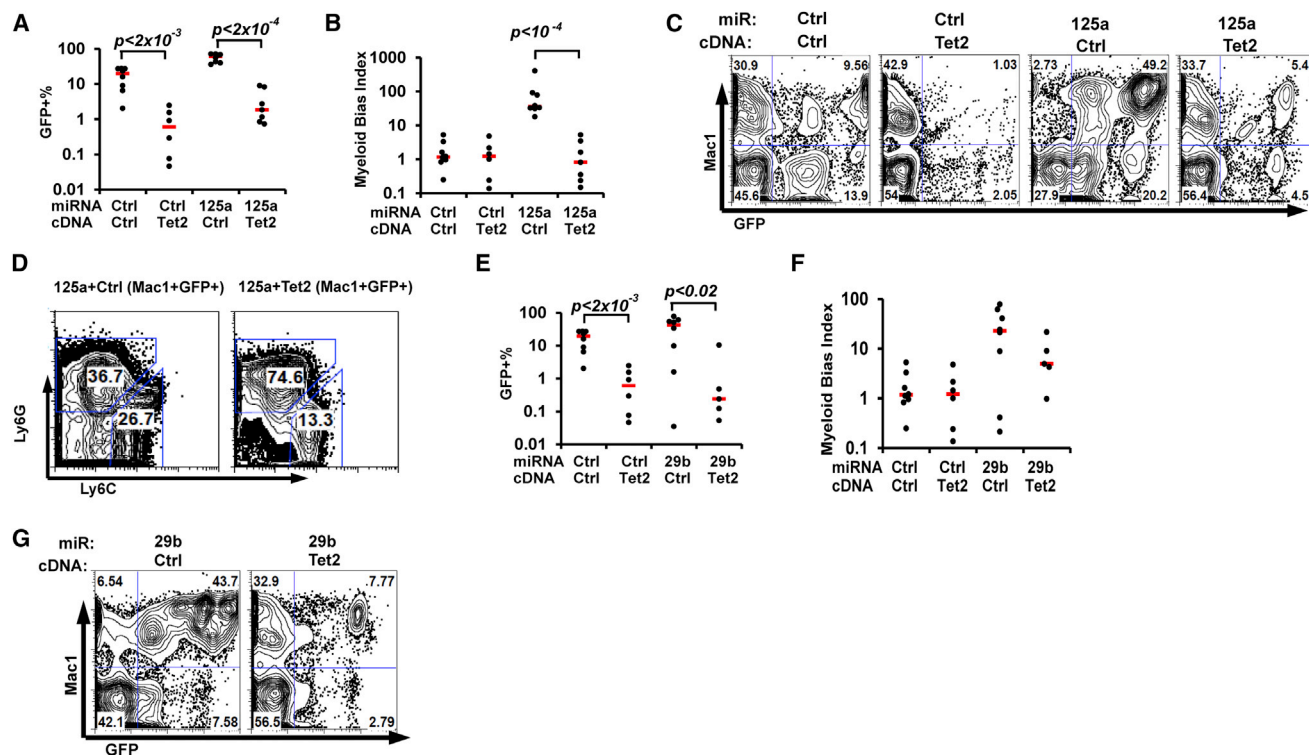 A
p<2x10⁻³
p<2x10⁻⁴
GFP+%
100
10
1
0.1
0.01
miRNA Ctrl Ctrl 125a 125a
cDNA Ctrl Tet2 Ctrl Tet2
B
p<10⁻⁴
Myeloid Bias Index
1000
100
10
1
0.1
miRNA Ctrl Ctrl 125a 125a
cDNA Ctrl Tet2 Ctrl Tet2
C
miR: Ctrl Ctrl 125a 125a
cDNA: Ctrl Tet2 Ctrl Tet2
30.9 9.56 42.9 1.03 2.73 49.2 33.7 5.4
45.6 13.9 54 2.05 27.9 20.2 56.4 4.5
Mac1
GFP
D
125a+Ctrl (Mac1+GFP+) 125a+Tet2 (Mac1+GFP+)
36.7 74.6
26.7 13.3
Ly6G
Ly6C
E
p<2x10⁻³
p<0.02
GFP+%
100
10
1
0.1
0.01
miRNA Ctrl Ctrl 29b 29b
cDNA Ctrl Tet2 Ctrl Tet2
F
Myeloid Bias Index
100
10
1
0.1
miRNA Ctrl Ctrl 29b 29b
cDNA Ctrl Tet2 Ctrl Tet2
G
miR: 29b 29b
cDNA: Ctrl Tet2
6.54 43.7 32.9 7.77
42.1 7.58 56.5 2.79
Mac1
GFP